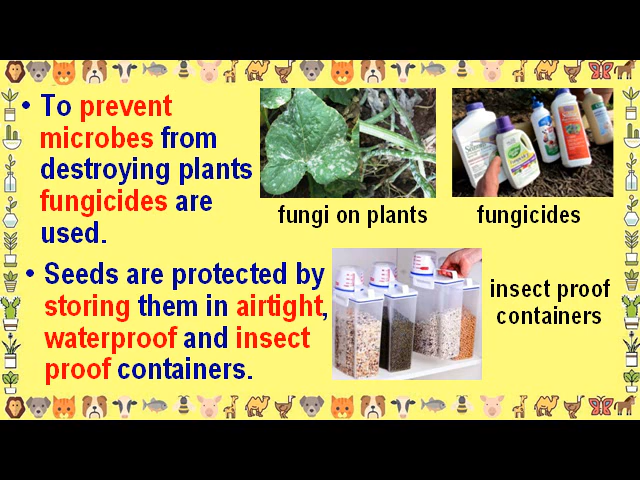 • To prevent
microbes from
destroying plants
fungicides are
used.
fungi on plants
fungicides
• Seeds are protected by
storing them in airtight,
waterproof and insect
proof containers.
insect proof
containers